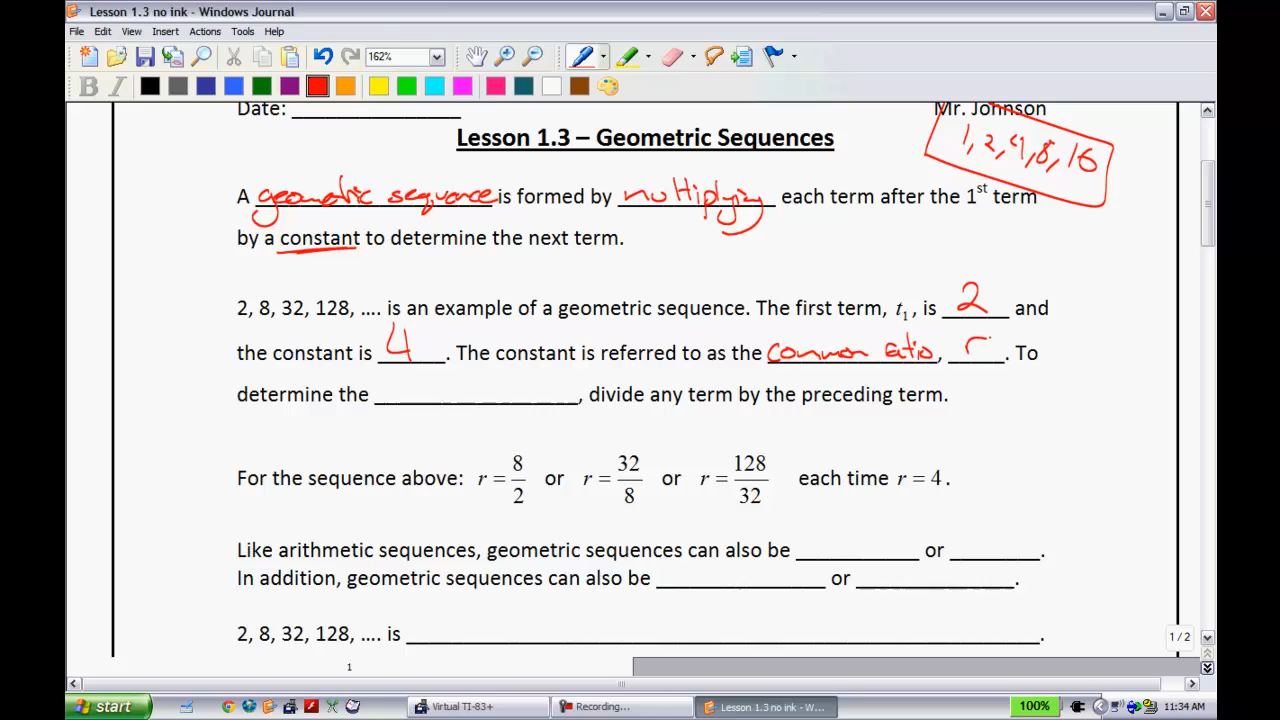 Lesson 1.3 no ink - Windows Journal
File Edit View Insert Actions Tools Help
162%
B I
Date: _______________ Mr. Johnson
Lesson 1.3 – Geometric Sequences
1, 2, 4, 8, 16
A geometric sequence is formed by multiplying each term after the 1st term
by a constant to determine the next term.
2, 8, 32, 128, .... is an example of a geometric sequence. The first term, t1, is 2 and
the constant is 4. The constant is referred to as the common ratio, r. To
determine the ___________________, divide any term by the preceding term.
For the sequence above: r = 8/2 or r = 32/8 or r = 128/32 each time r = 4.
Like arithmetic sequences, geometric sequences can also be ____________ or _________.
In addition, geometric sequences can also be ________________ or _______________.
2, 8, 32, 128, .... is ____________________________________________________________.
1 / 2
1
start Virtual TI-83+ Recording... Lesson 1.3 no ink - W... 100% 11:34 AM